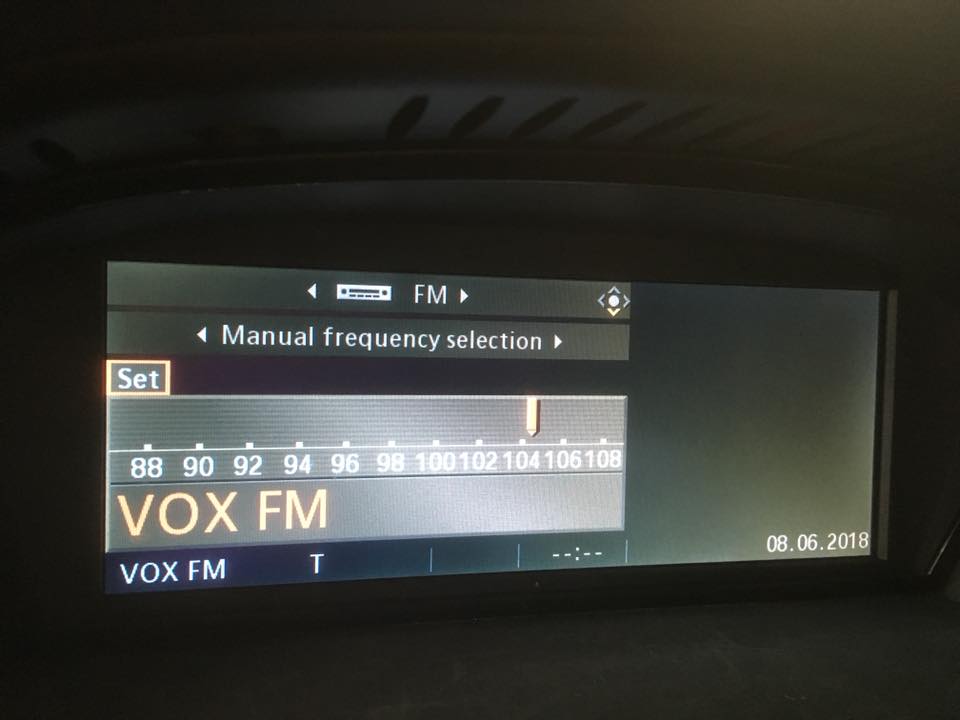 FM
Manual frequency selection
Set
88 90 92 94 96 98 100 102 104 106 108
VOX FM
VOX FM T --:--
08.06.2018